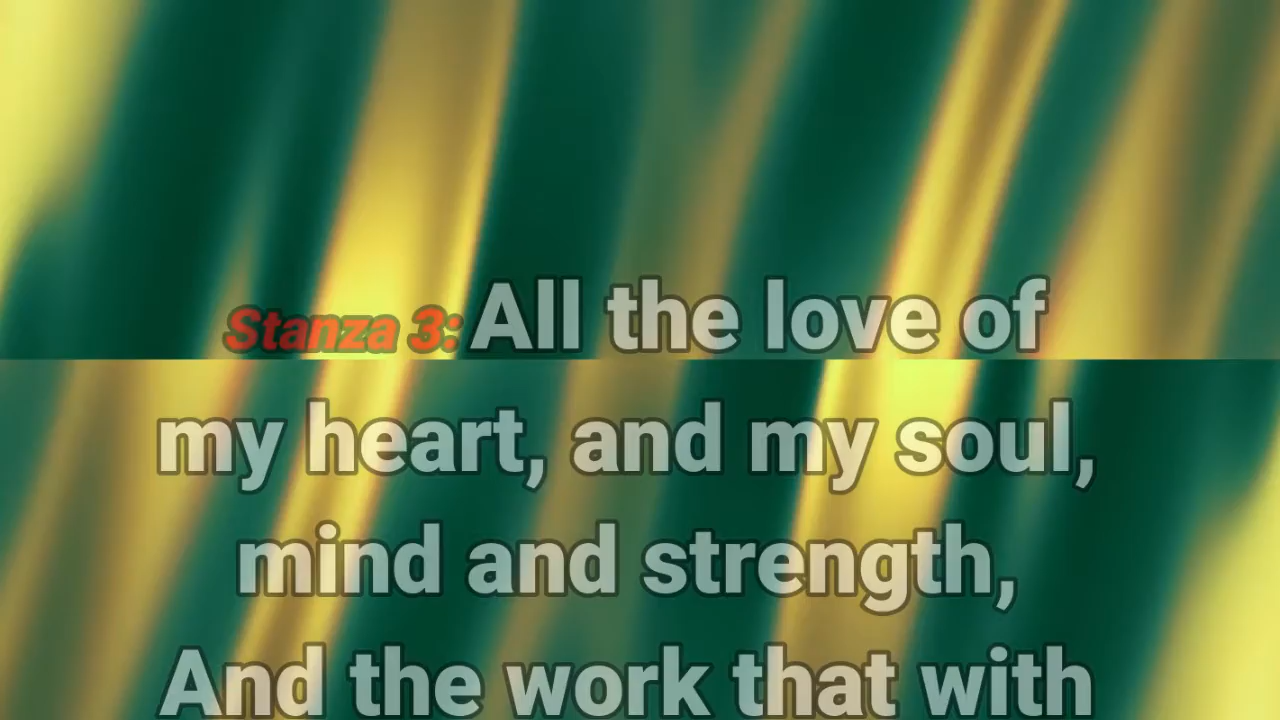 Stanza 3: All the love of
my heart, and my soul,
mind and strength,
And the work that with